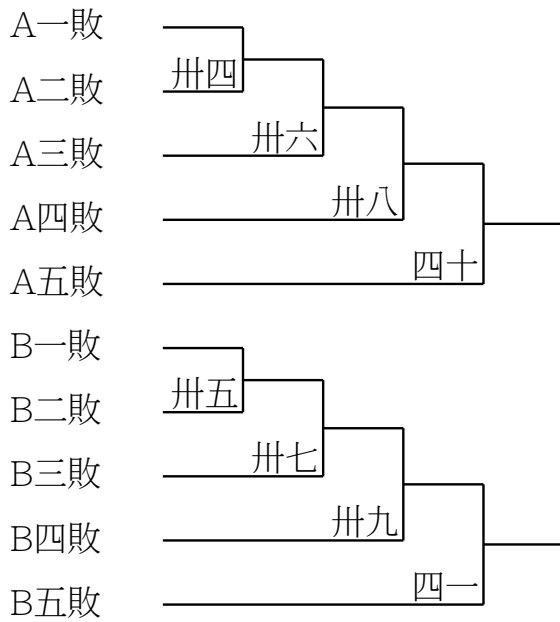 A一敗
卅四
A二敗
卅六
A三敗
卅八
A四敗
四十
A五敗
B一敗
卅五
B二敗
卅七
B三敗
卅九
B四敗
四一
B五敗